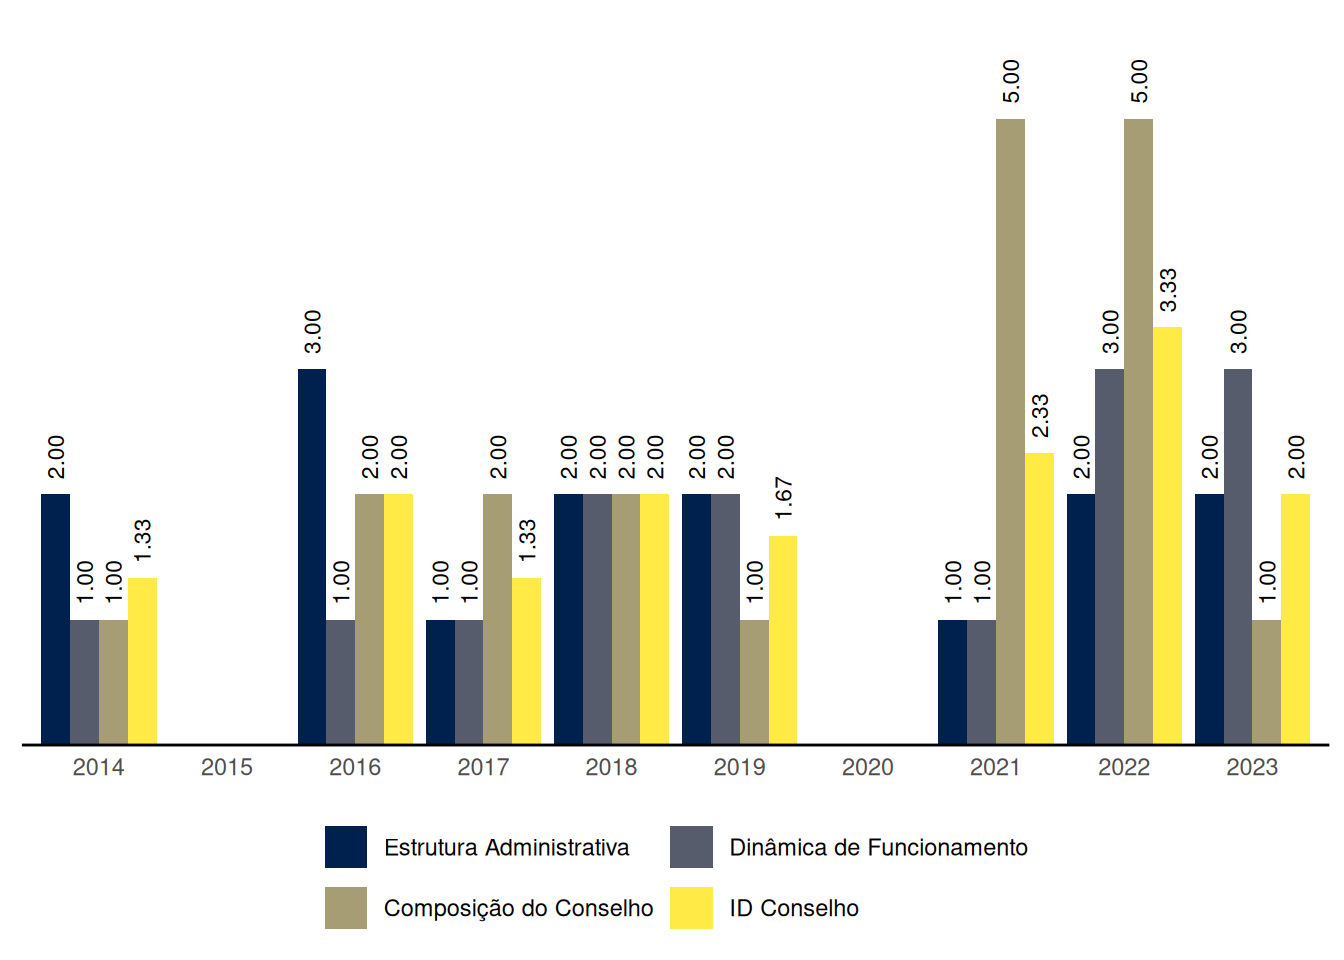 5.00 5.00
3.33
3.00 3.00 3.00
2.33
2.00 2.00 2.00 2.00 2.00 2.00 2.00 2.00 2.00 2.00 2.00 2.00 2.00
1.67
1.33 1.33
1.00 1.00 1.00 1.00 1.00 1.00 1.00 1.00 1.00
2014 2015 2016 2017 2018 2019 2020 2021 2022 2023
Estrutura Administrativa Dinâmica de Funcionamento
Composição do Conselho ID Conselho